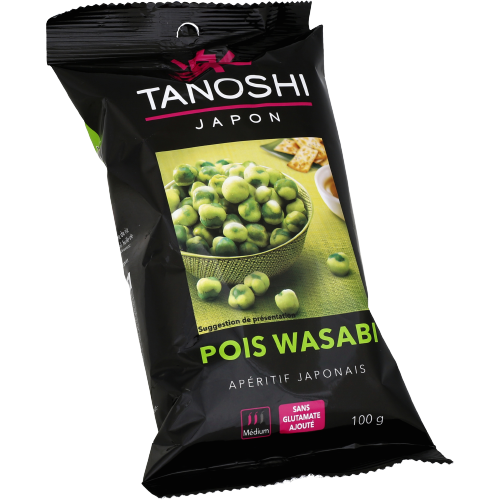 TANOSHI
JAPON
Suggestion de présentation
POIS WASABI
APÉRITIF JAPONAIS
Médium
SANS
GLUTAMATE
AJOUTÉ
100 g